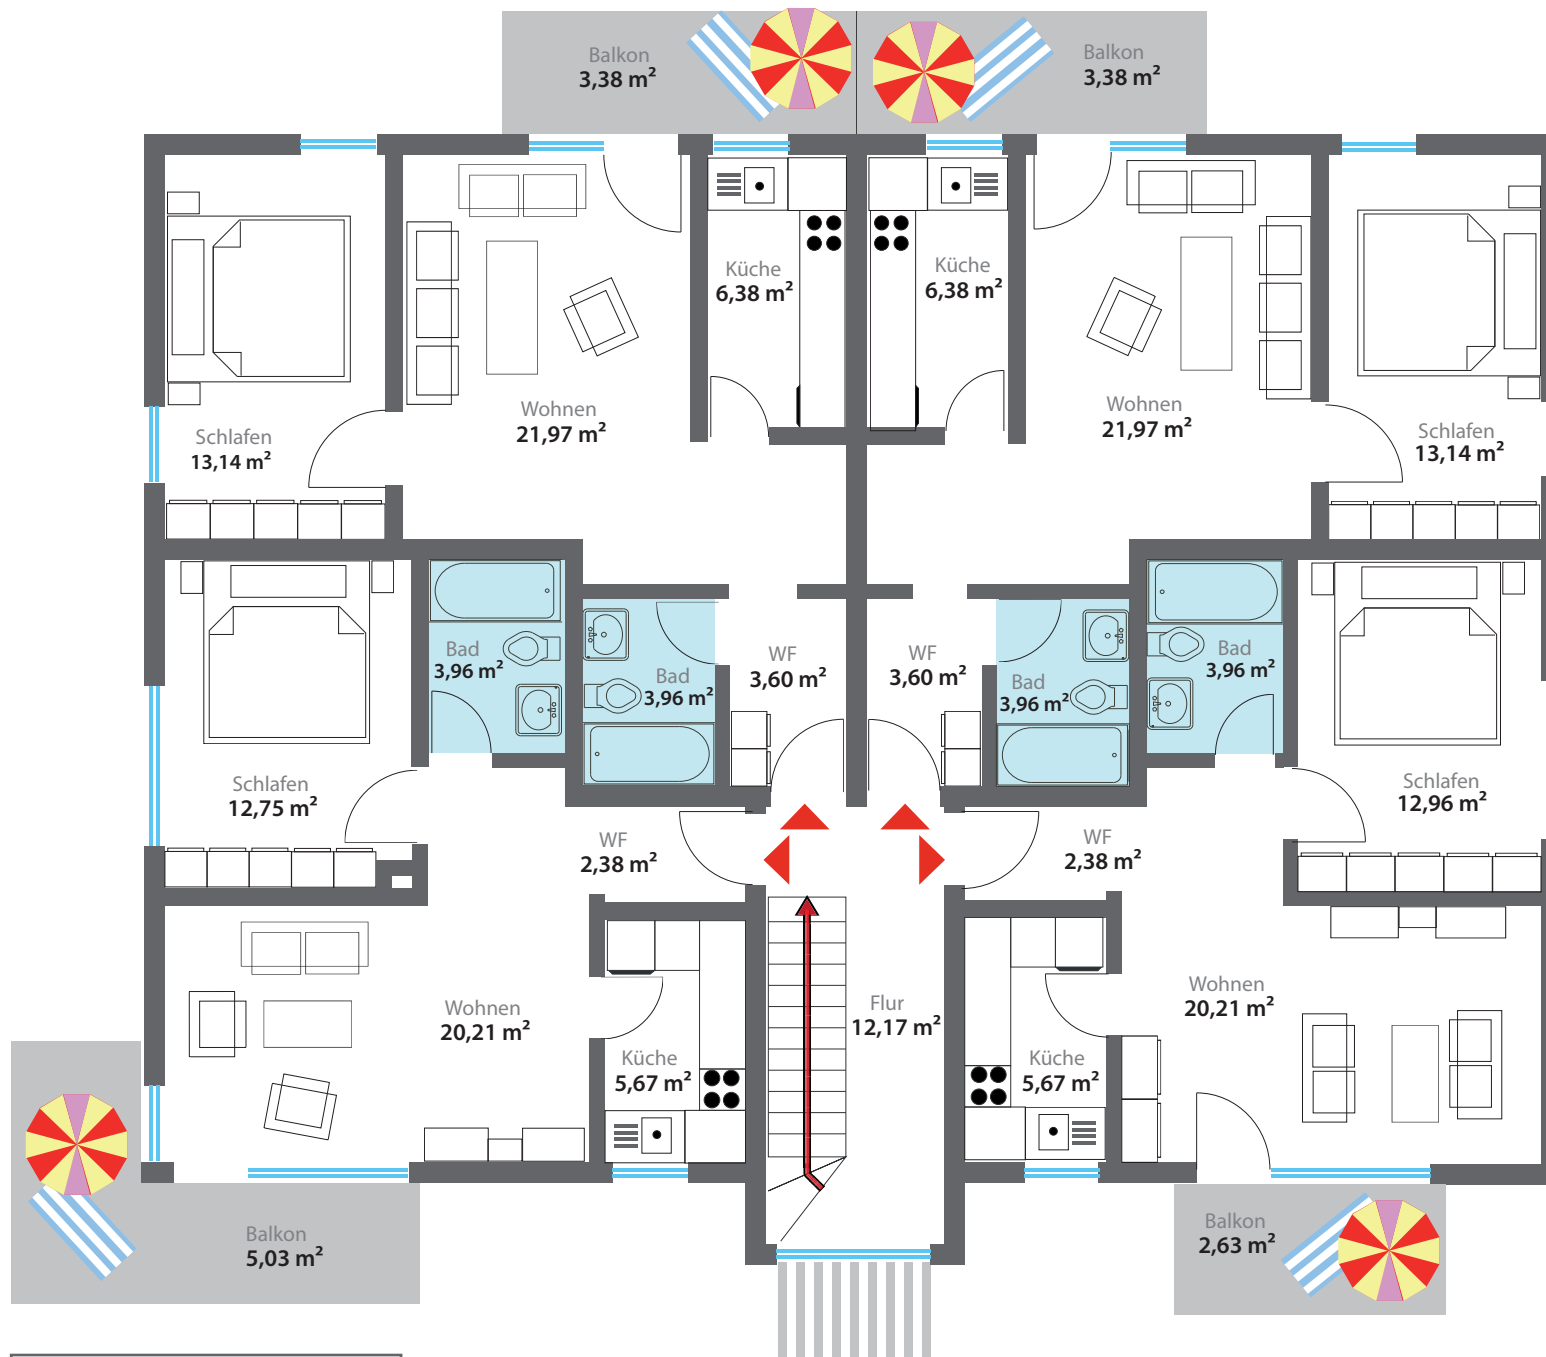 Balkon
3,38 m²
Balkon
3,38 m²
Küche
6,38 m²
Küche
6,38 m²
Wohnen
21,97 m²
Wohnen
21,97 m²
Schlafen
13,14 m²
Schlafen
13,14 m²
Bad
3,96 m²
Bad
3,96 m²
WF
3,60 m²
WF
3,60 m²
Bad
3,96 m²
Bad
3,96 m²
Schlafen
12,75 m²
Schlafen
12,96 m²
WF
2,38 m²
WF
2,38 m²
Wohnen
20,21 m²
Flur
12,17 m²
Wohnen
20,21 m²
Küche
5,67 m²
Küche
5,67 m²
Balkon
5,03 m²
Balkon
2,63 m²